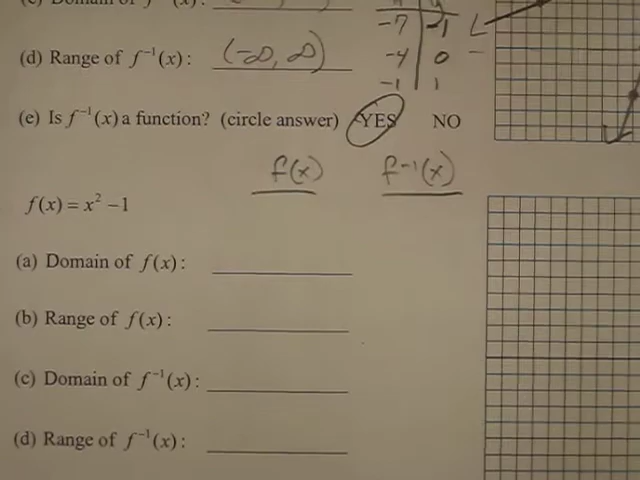 (d) Range of f⁻¹(x): (-∞, ∞)
-7 | -1
-4 | 0
-1 | 1
(e) Is f⁻¹(x) a function? (circle answer) YES NO
f(x) f⁻¹(x)
f(x) = x² −1
(a) Domain of f(x):
(b) Range of f(x):
(c) Domain of f⁻¹(x):
(d) Range of f⁻¹(x):